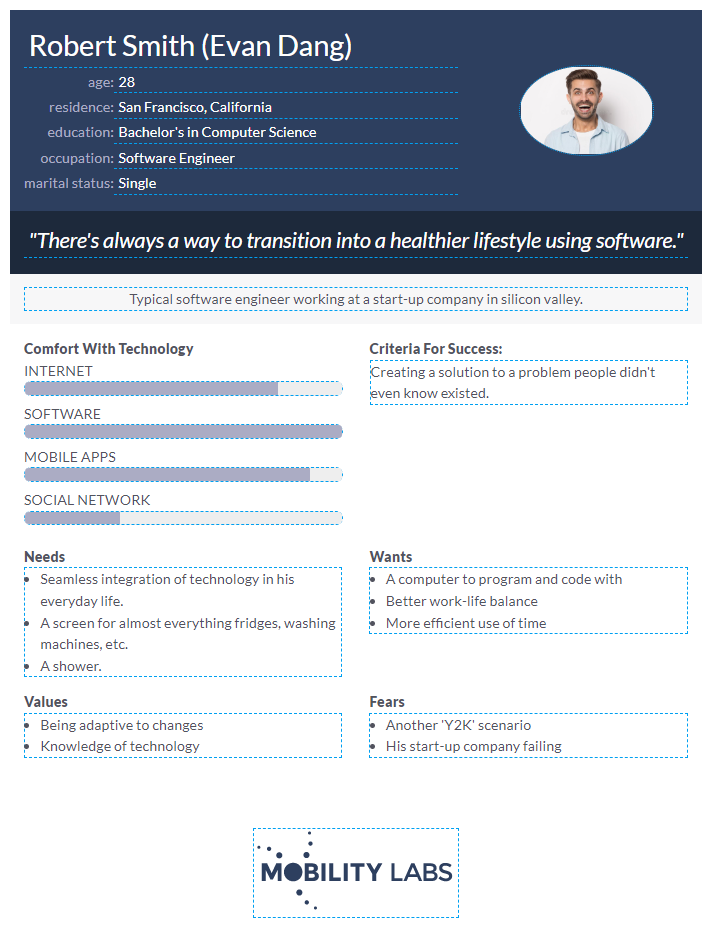 Robert Smith (Evan Dang)
age: 28
residence: San Francisco, California
education: Bachelor's in Computer Science
occupation: Software Engineer
marital status: Single
"There's always a way to transition into a healthier lifestyle using software."
Typical software engineer working at a start-up company in silicon valley.
Comfort With Technology
INTERNET
SOFTWARE
MOBILE APPS
SOCIAL NETWORK
Criteria For Success:
Creating a solution to a problem people didn't
even know existed.
Needs
• Seamless integration of technology in his
everyday life.
• A screen for almost everything fridges, washing
machines, etc.
• A shower.
Wants
• A computer to program and code with
• Better work-life balance
• More efficient use of time
Values
• Being adaptive to changes
• Knowledge of technology
Fears
• Another 'Y2K' scenario
• His start-up company failing
MOBILITY LABS